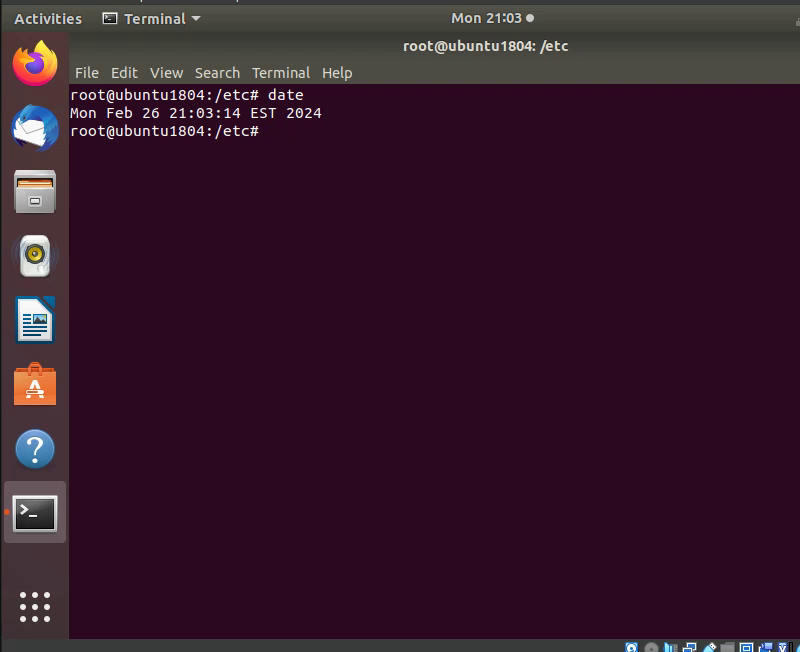 Activities Terminal Mon 21:03
root@ubuntu1804: /etc
File Edit View Search Terminal Help
root@ubuntu1804:/etc# date
Mon Feb 26 21:03:14 EST 2024
root@ubuntu1804:/etc#